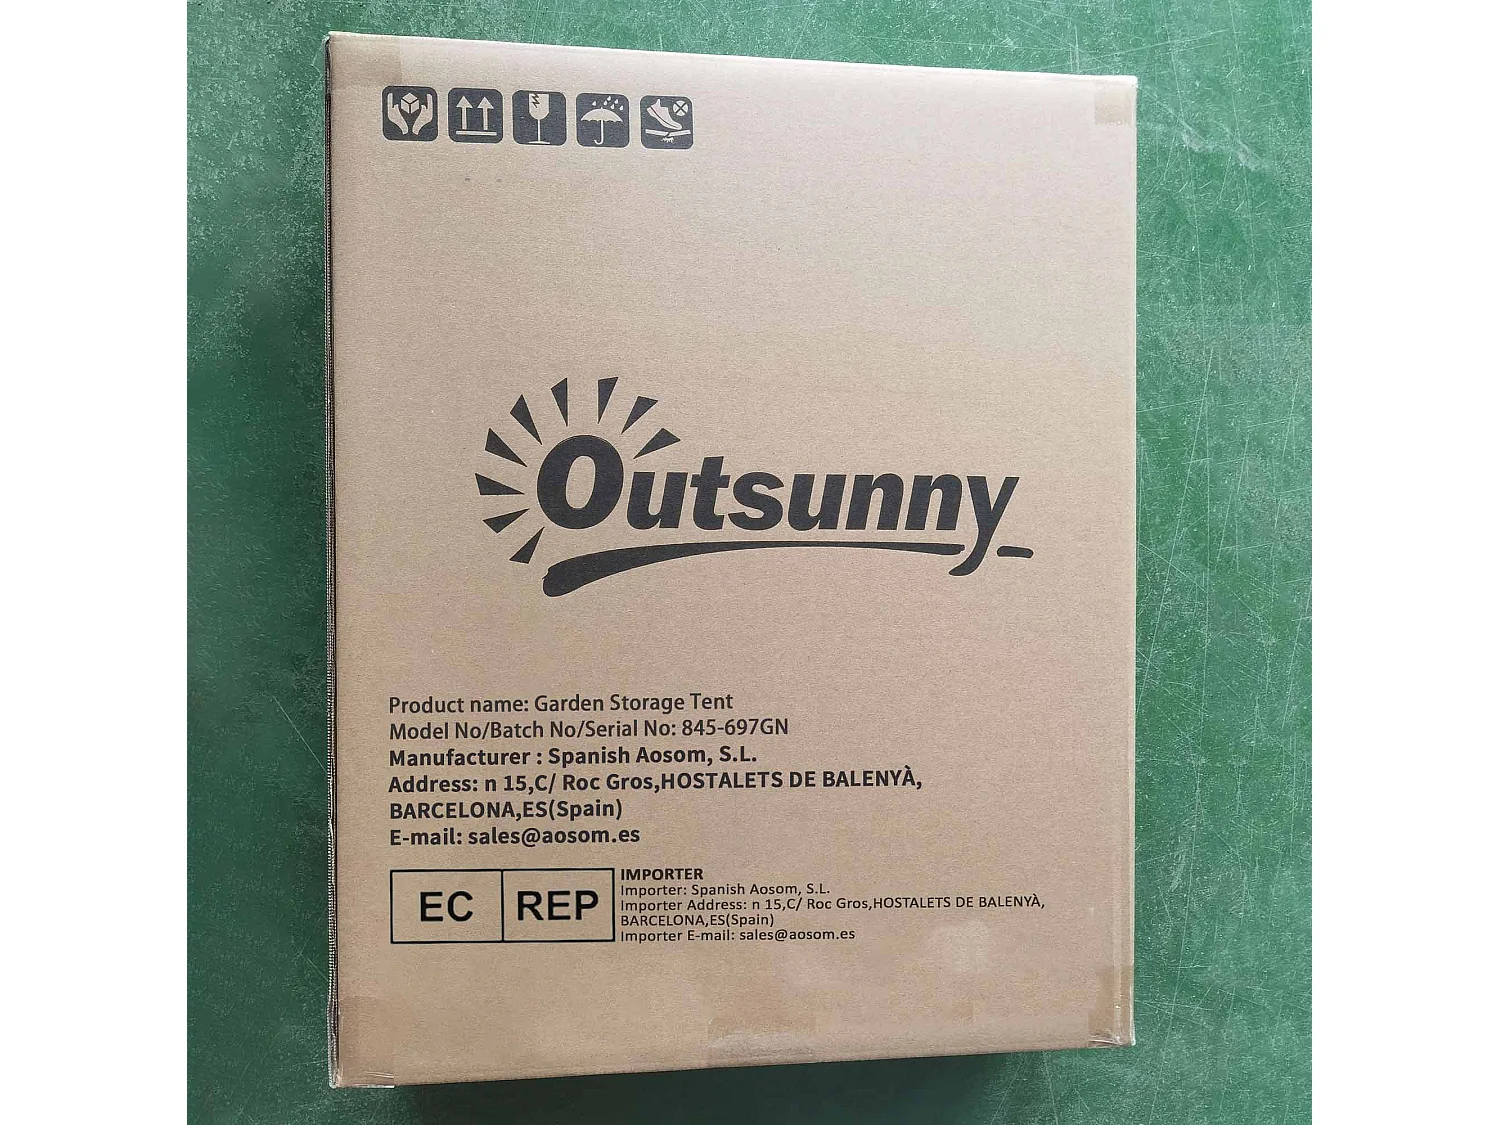 Outsunny
Product name: Garden Storage Tent
Model No/Batch No/Serial No: 845-697GN
Manufacturer : Spanish Aosom, S.L.
Address: n 15,C/ Roc Gros,HOSTALETS DE BALENYÀ,
BARCELONA,ES(Spain)
E-mail: sales@aosom.es
EC REP
IMPORTER
Importer: Spanish Aosom, S.L.
Importer Address: n 15,C/ Roc Gros,HOSTALETS DE BALENYÀ,
BARCELONA,ES(Spain)
Importer E-mail: sales@aosom.es